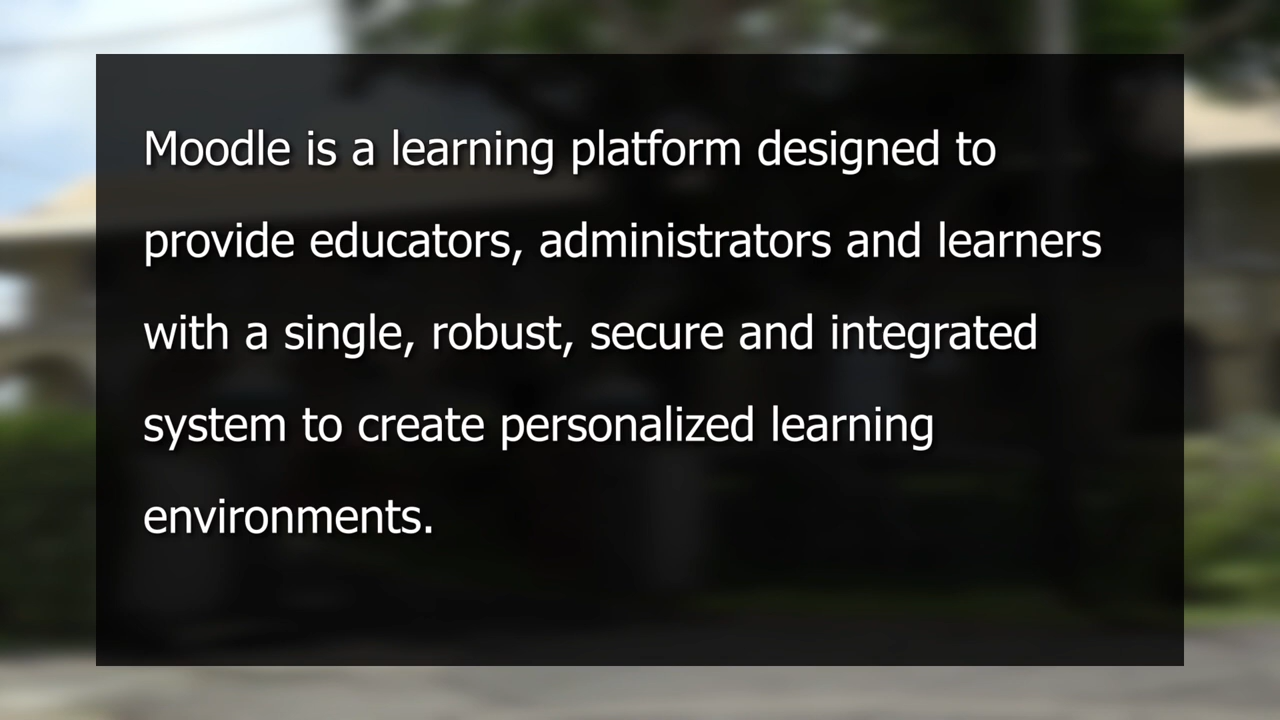 Moodle is a learning platform designed to
provide educators, administrators and learners
with a single, robust, secure and integrated
system to create personalized learning
environments.